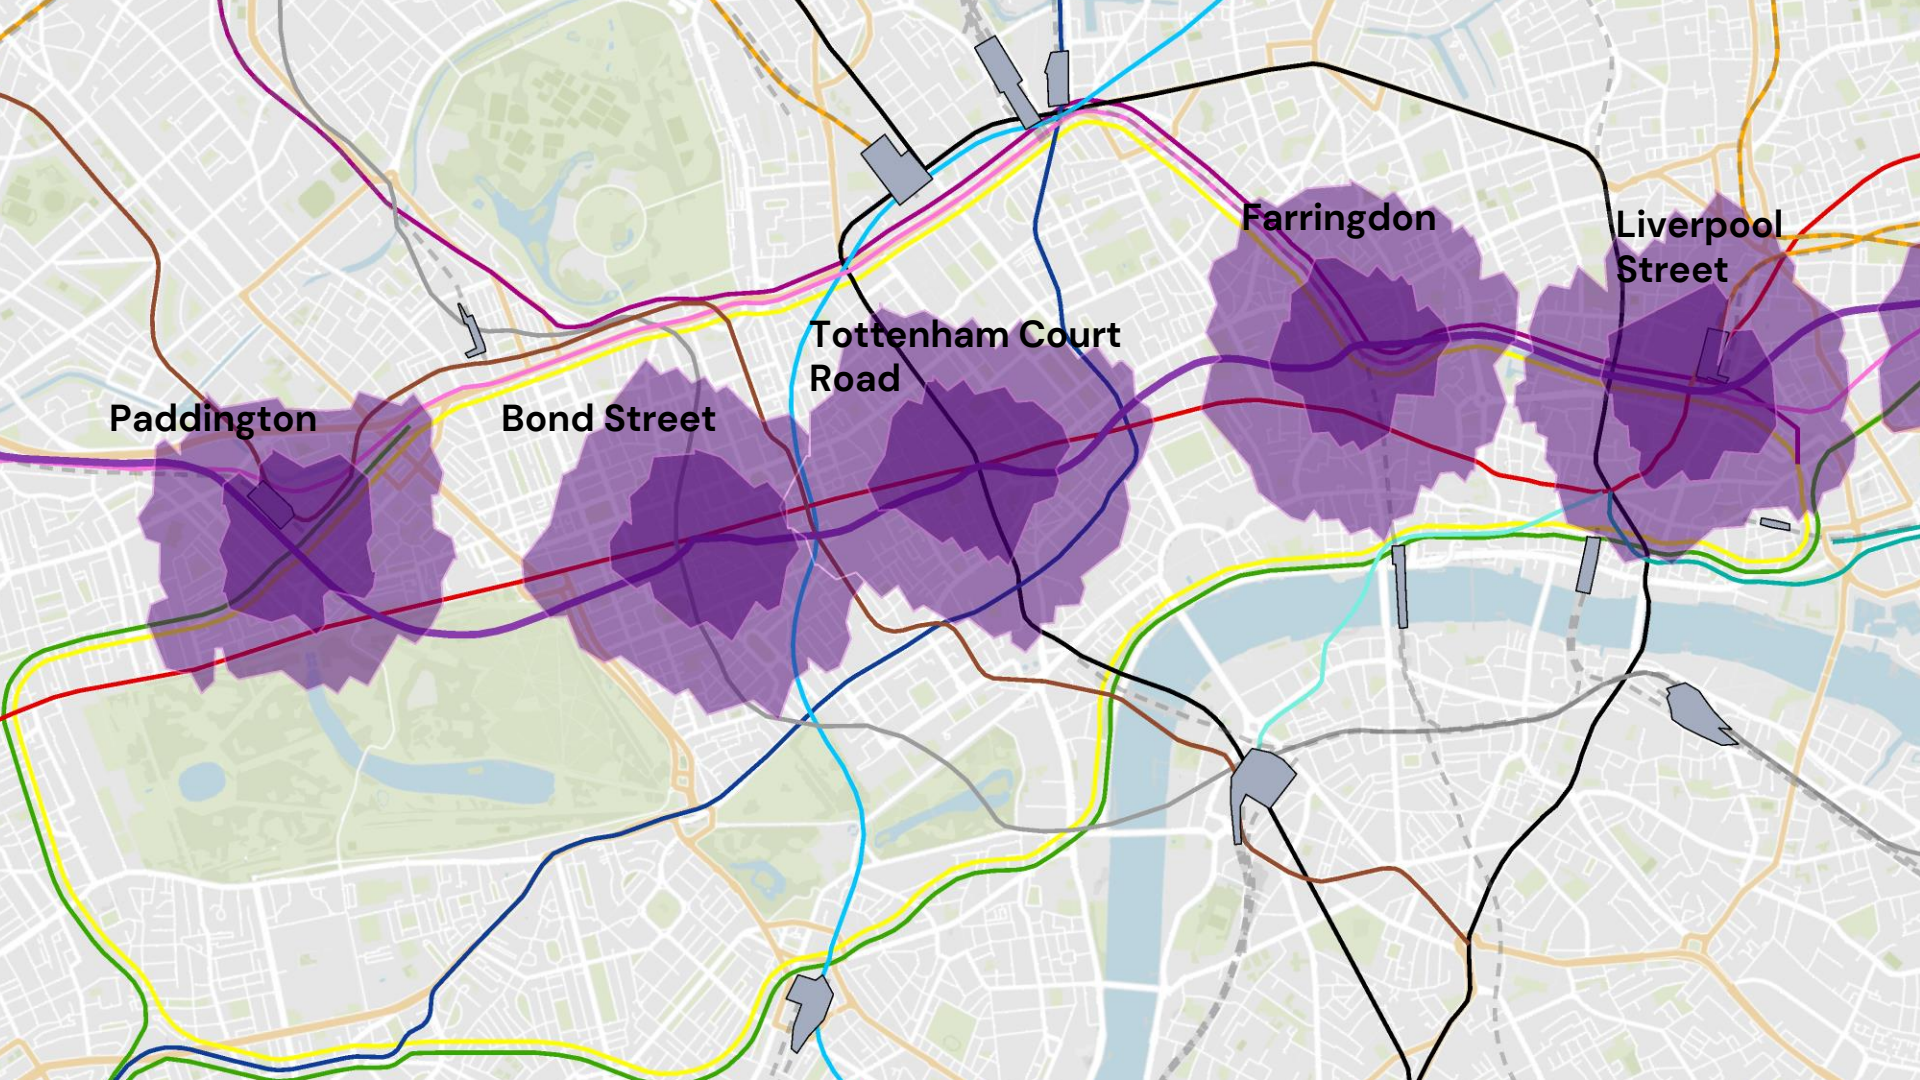 Farringdon
Liverpool
Street
Tottenham Court
Road
Paddington
Bond Street